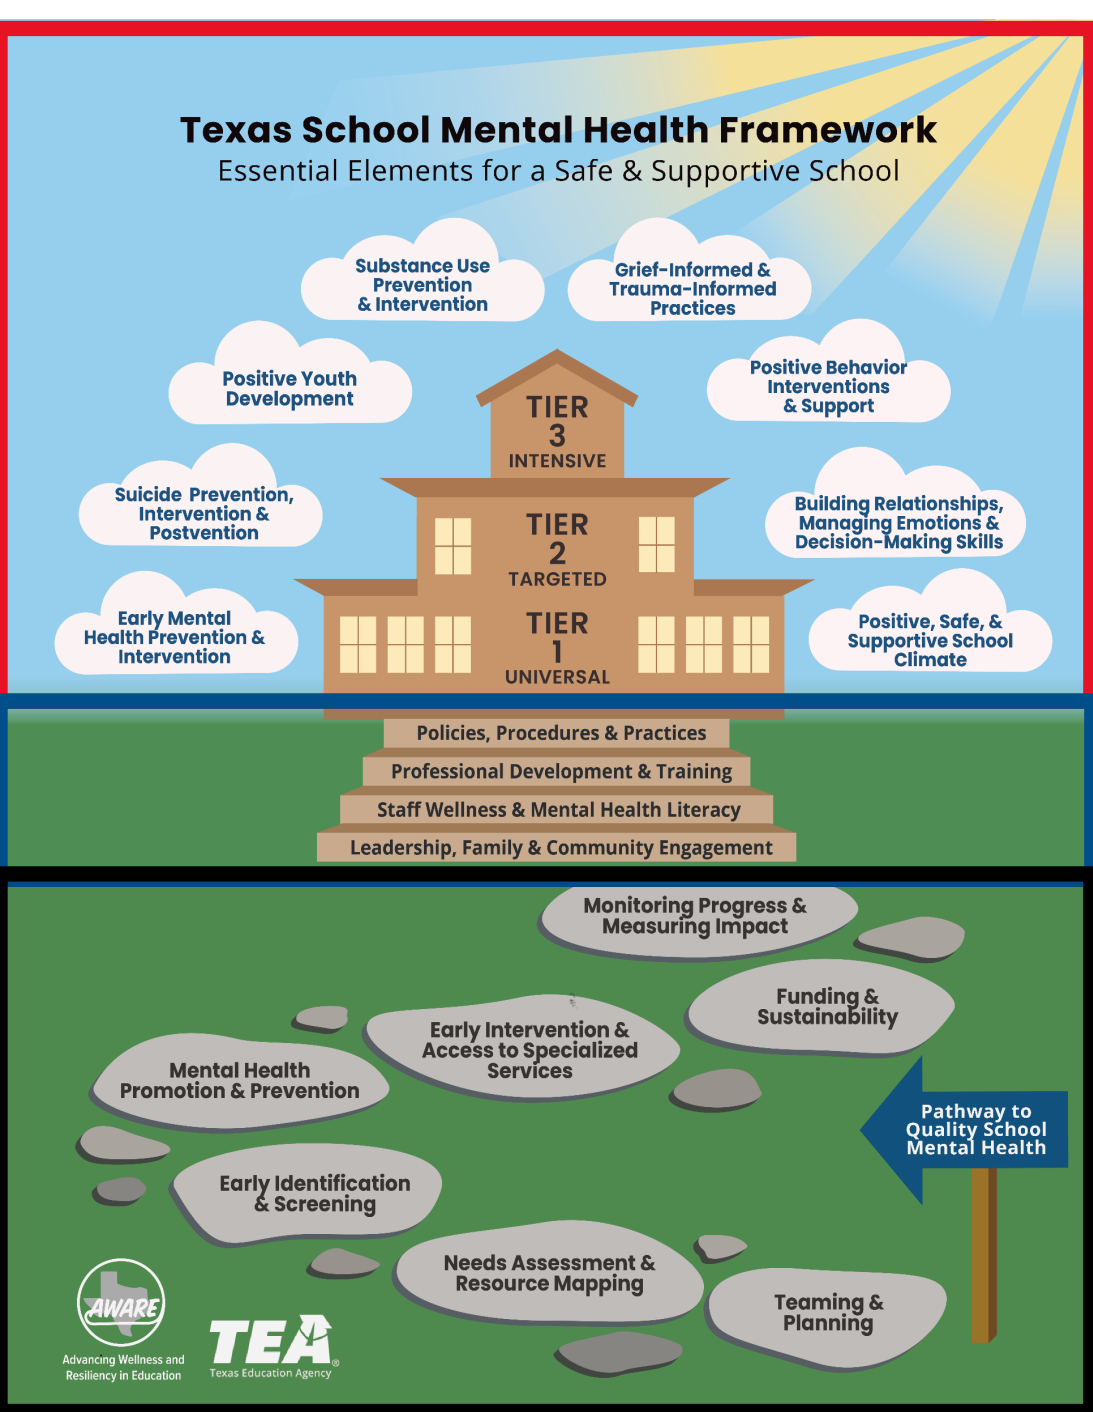 Texas School Mental Health Framework
Essential Elements for a Safe & Supportive School
Substance Use
Prevention
& Intervention
Grief-Informed &
Trauma-Informed
Practices
Positive Youth
Development
Positive Behavior
Interventions
& Support
Suicide Prevention,
Intervention &
Postvention
Building Relationships,
Managing Emotions &
Decision-Making Skills
Early Mental
Health Prevention &
Intervention
Positive, Safe, &
Supportive School
Climate
TIER
3
INTENSIVE
TIER
2
TARGETED
TIER
1
UNIVERSAL
Policies, Procedures & Practices
Professional Development & Training
Staff Wellness & Mental Health Literacy
Leadership, Family & Community Engagement
Monitoring Progress &
Measuring Impact
Funding &
Sustainability
Early Intervention &
Access to Specialized
Services
Mental Health
Promotion & Prevention
Pathway to
Quality School
Mental Health
Early Identification
& Screening
Needs Assessment &
Resource Mapping
Teaming &
Planning
AWARE
Advancing Wellness and
Resiliency in Education
TEA®
Texas Education Agency